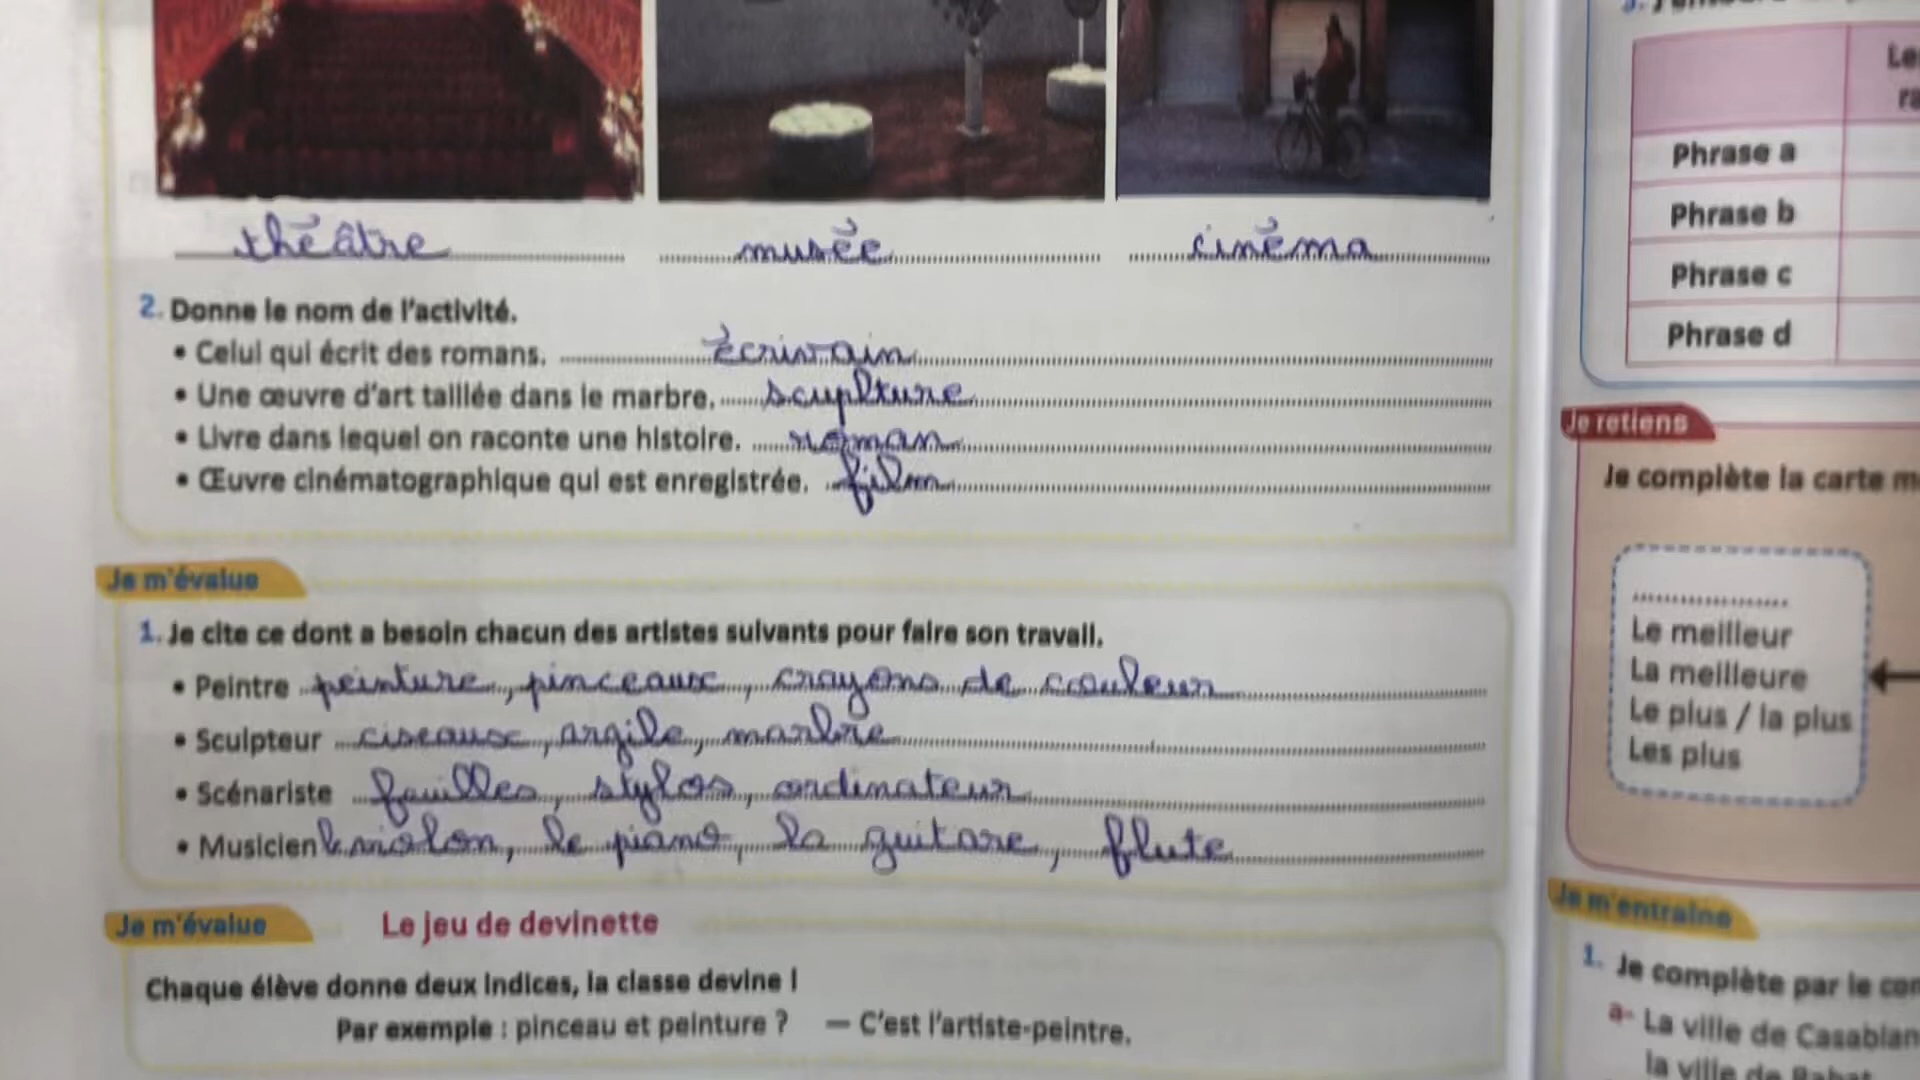 théâtre musée cinéma
2. Donne le nom de l'activité.
• Celui qui écrit des romans. écrivain
• Une œuvre d'art taillée dans le marbre. scuplture
• Livre dans lequel on raconte une histoire. roman
• Œuvre cinématographique qui est enregistrée. film
Je m'évalue
1. Je cite ce dont a besoin chacun des artistes suivants pour faire son travail.
• Peintre peinture, pinceaux, crayons de couleur
• Sculpteur ciseaux, argile, marbre
• Scénariste feuilles, stylos, ordinateur
• Musicien le violon, le piano, la guitare, flute
Je m'évalue Le jeu de devinette
Chaque élève donne deux indices, la classe devine !
Par exemple : pinceau et peinture ? — C'est l'artiste-peintre.
Phrase a
Phrase b
Phrase c
Phrase d
Je retiens
Je complète la carte
Le meilleur
La meilleure
Le plus / la plus
Les plus
Je m'entraîne
1. Je complète par le
a- La ville de
la ville de